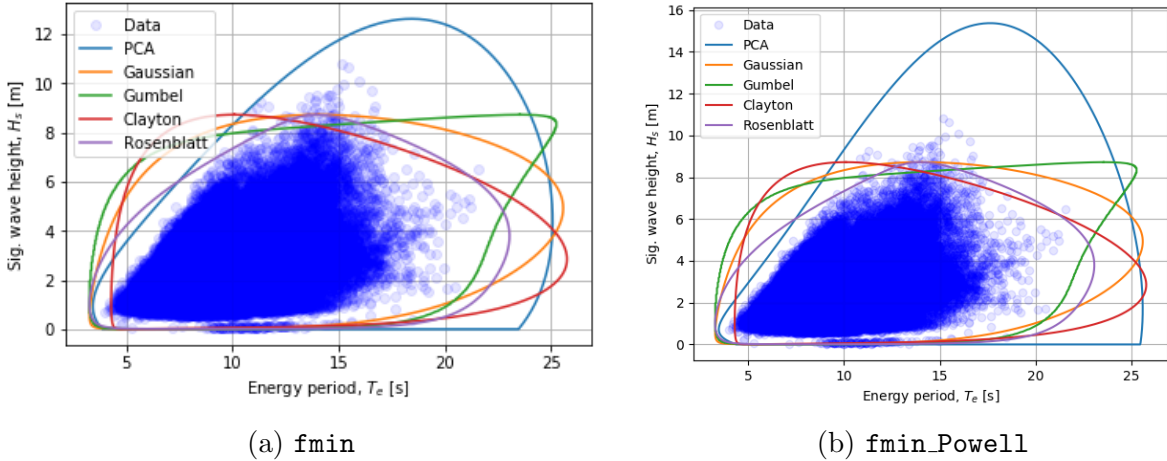 12
10
8
6
4
2
0
Sig. wave height, Hₛ [m]
Data
PCA
Gaussian
Gumbel
Clayton
Rosenblatt
5 10 15 20 25
Energy period, Tₑ [s]
(a) fmin
16
14
12
10
8
6
4
2
0
Sig. wave height, Hₛ [m]
Data
PCA
Gaussian
Gumbel
Clayton
Rosenblatt
5 10 15 20 25
Energy period, Tₑ [s]
(b) fmin_Powell